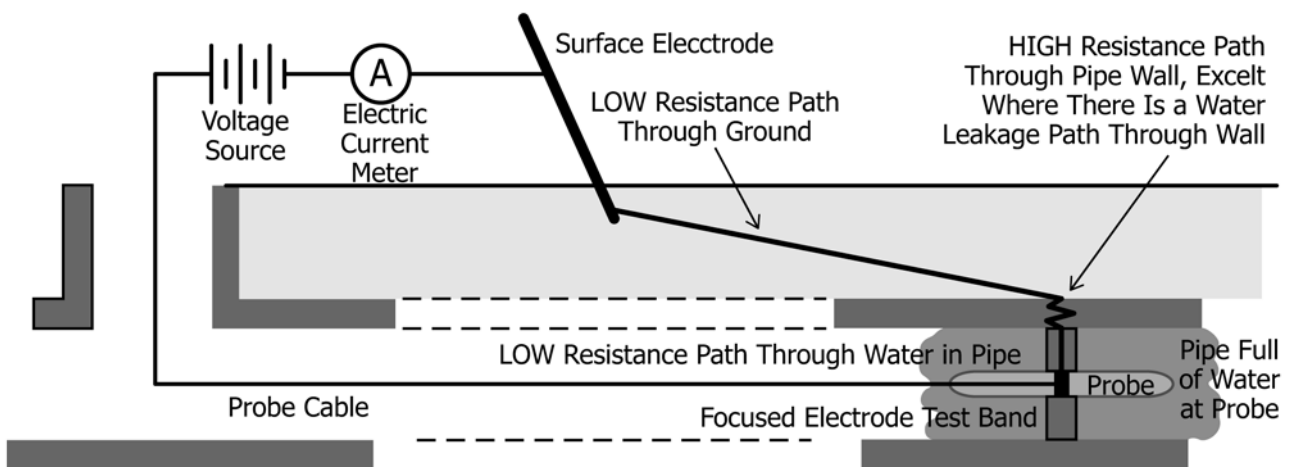 Surface Elecctrode
HIGH Resistance Path
Through Pipe Wall, Excelt
Where There Is a Water
Leakage Path Through Wall
A
LOW Resistance Path
Through Ground
Voltage
Source
Electric
Current
Meter
LOW Resistance Path Through Water in Pipe
Pipe Full
of Water
at Probe
Probe
Probe Cable
Focused Electrode Test Band